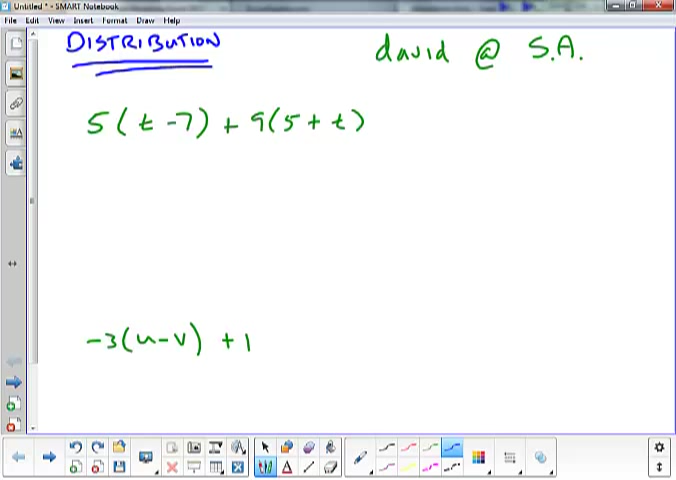 Untitled * - SMART Notebook
File Edit View Insert Format Draw Help
DISTRIBUTION
david @ S.A.
5(t-7) + 9(5+t)
-3(u-v) +1